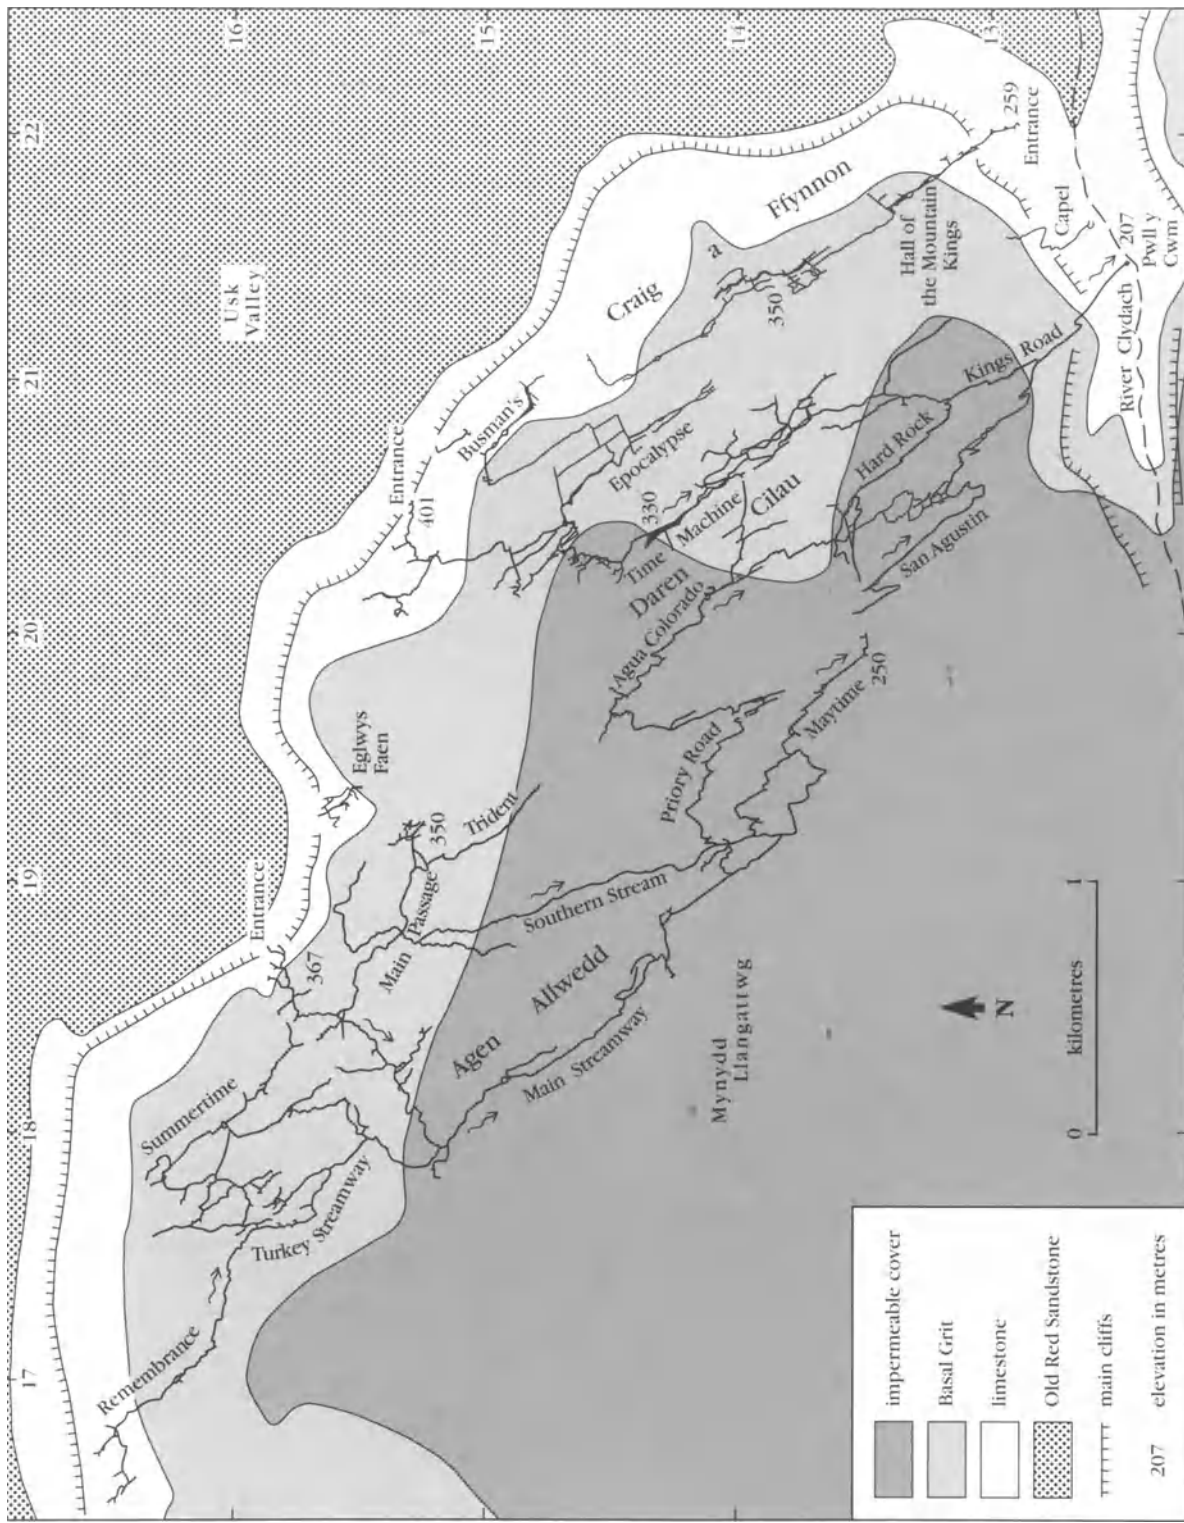 17
18
19
20
21
22
16
15
14
13
Usk
Valley
Remembrance
Summertime
Turkey Streamway
Entrance
367
Main
Passage
350
Trident
Eglwys
Faen
Entrance
401
Busman's
Craig
a
Ffynnon
Epocalypse
350
330
Time
Machine
Daren
Cilau
Agua Colorado
Hard Rock
San Agustin
Hall of
the Mountain
Kings
Kings Road
Entrance
259
Capel
207
Pwll y
Cwm
River Clydach
Priory Road
Maytime
250
Southern Stream
Agen
Allwedd
Main Streamway
Mynydd
Llangattwg
N
0
1
kilometres
impermeable cover
Basal Grit
limestone
Old Red Sandstone
main cliffs
207
elevation in metres